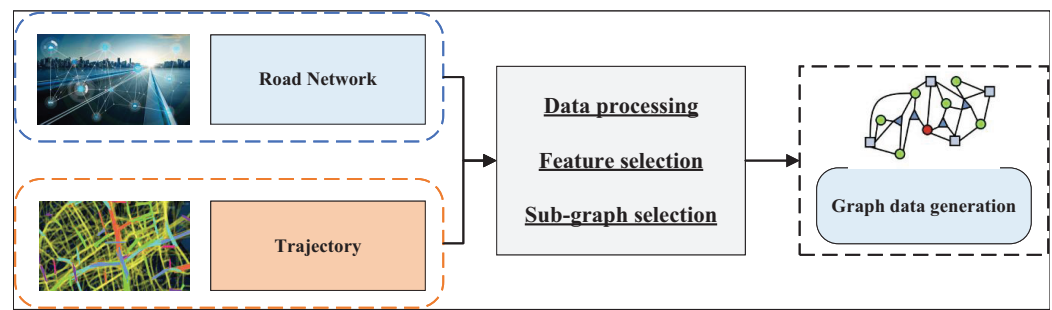 Road Network
Trajectory
Data processing
Feature selection
Sub-graph selection
Graph data generation